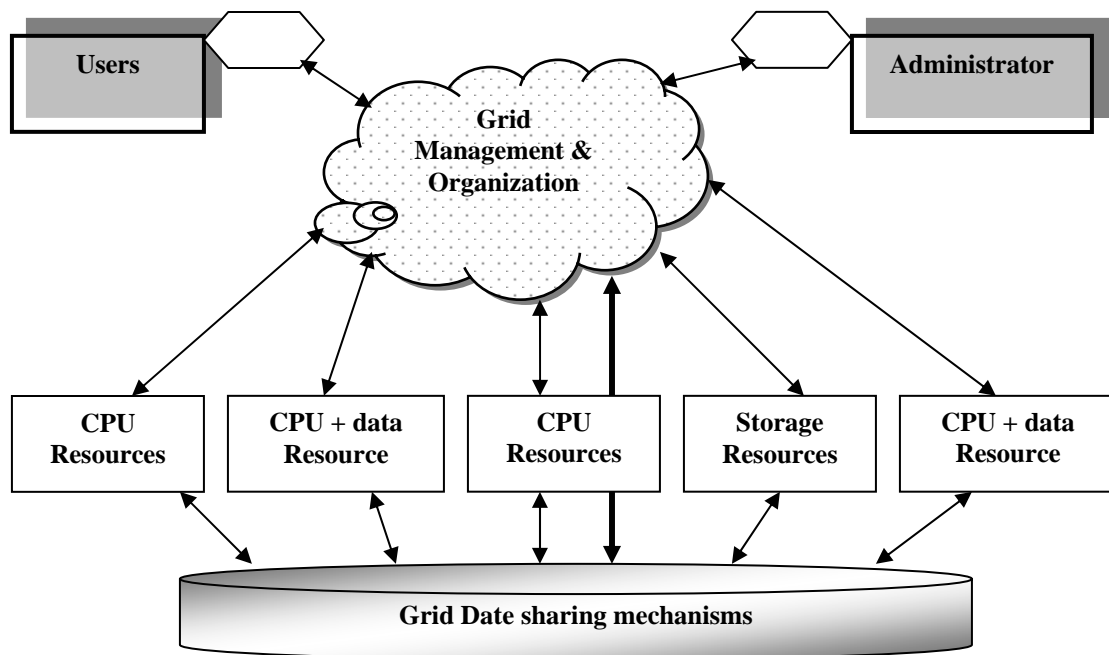 Users
Administrator
Grid
Management &
Organization
CPU
Resources
CPU + data
Resource
CPU
Resources
Storage
Resources
CPU + data
Resource
Grid Date sharing mechanisms